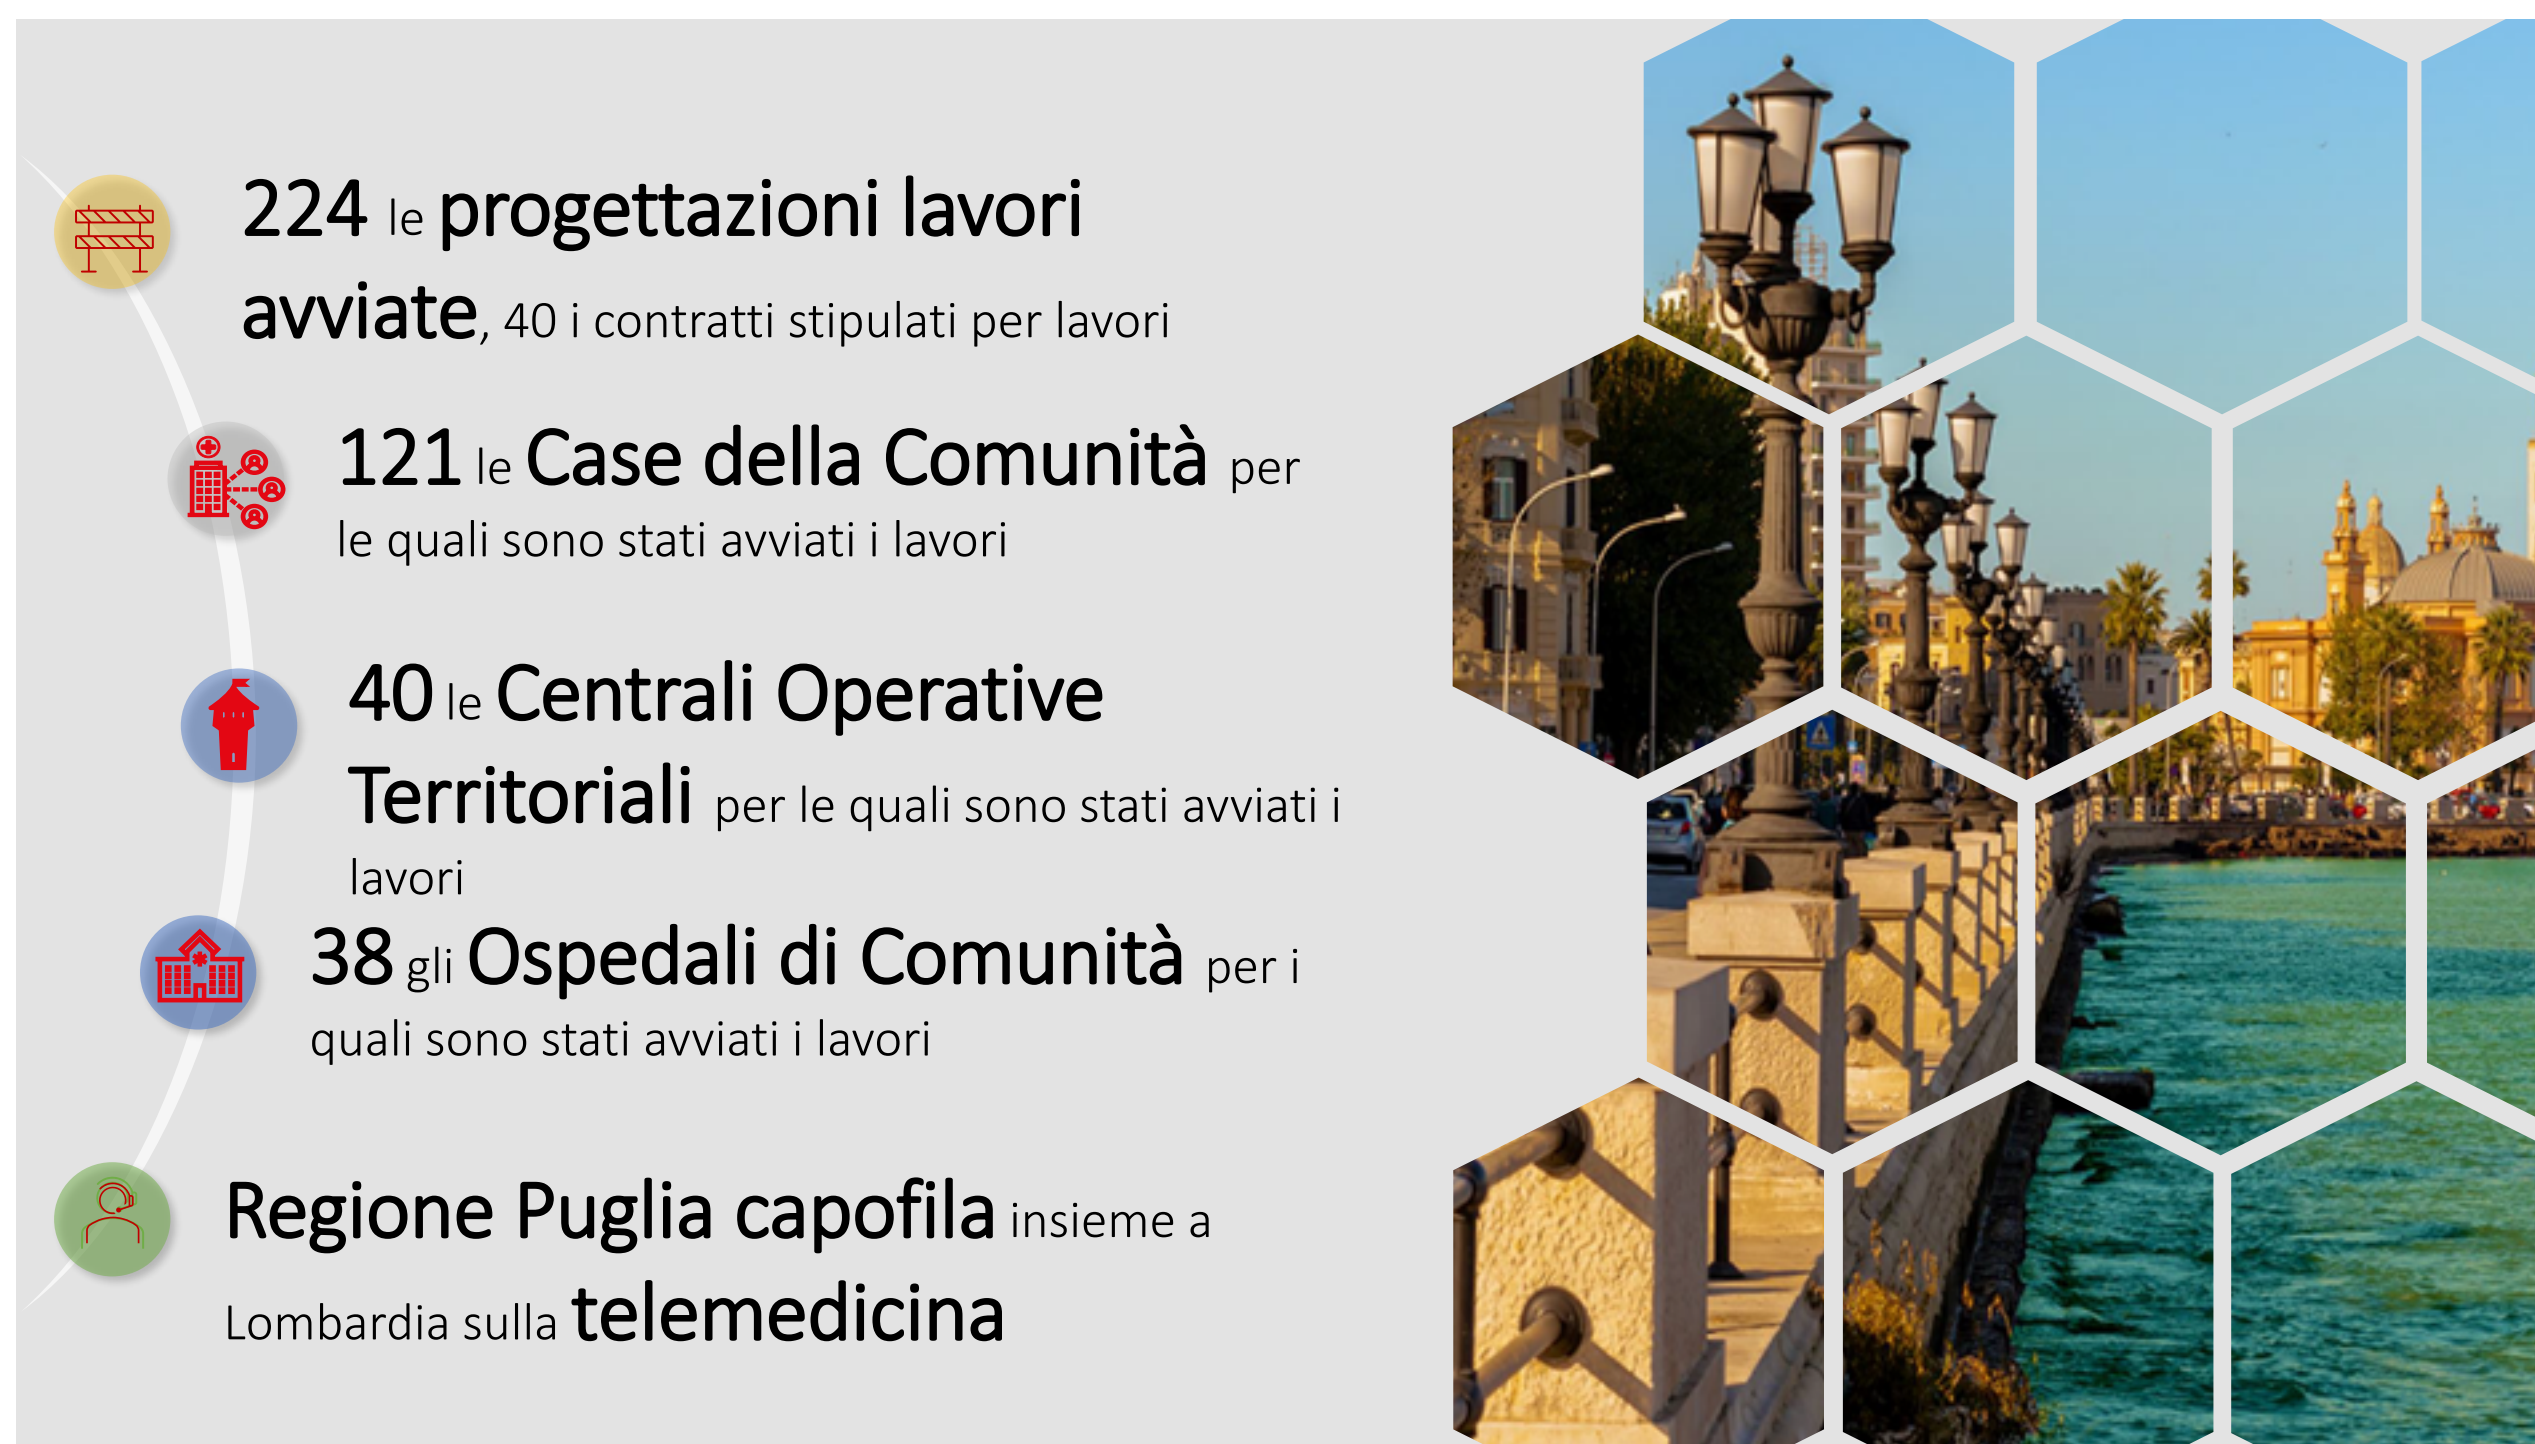 224 le progettazioni lavori
avviate, 40 i contratti stipulati per lavori
121 le Case della Comunità per
le quali sono stati avviati i lavori
40 le Centrali Operative
Territoriali per le quali sono stati avviati i
lavori
38 gli Ospedali di Comunità per i
quali sono stati avviati i lavori
Regione Puglia capofila insieme a
Lombardia sulla telemedicina